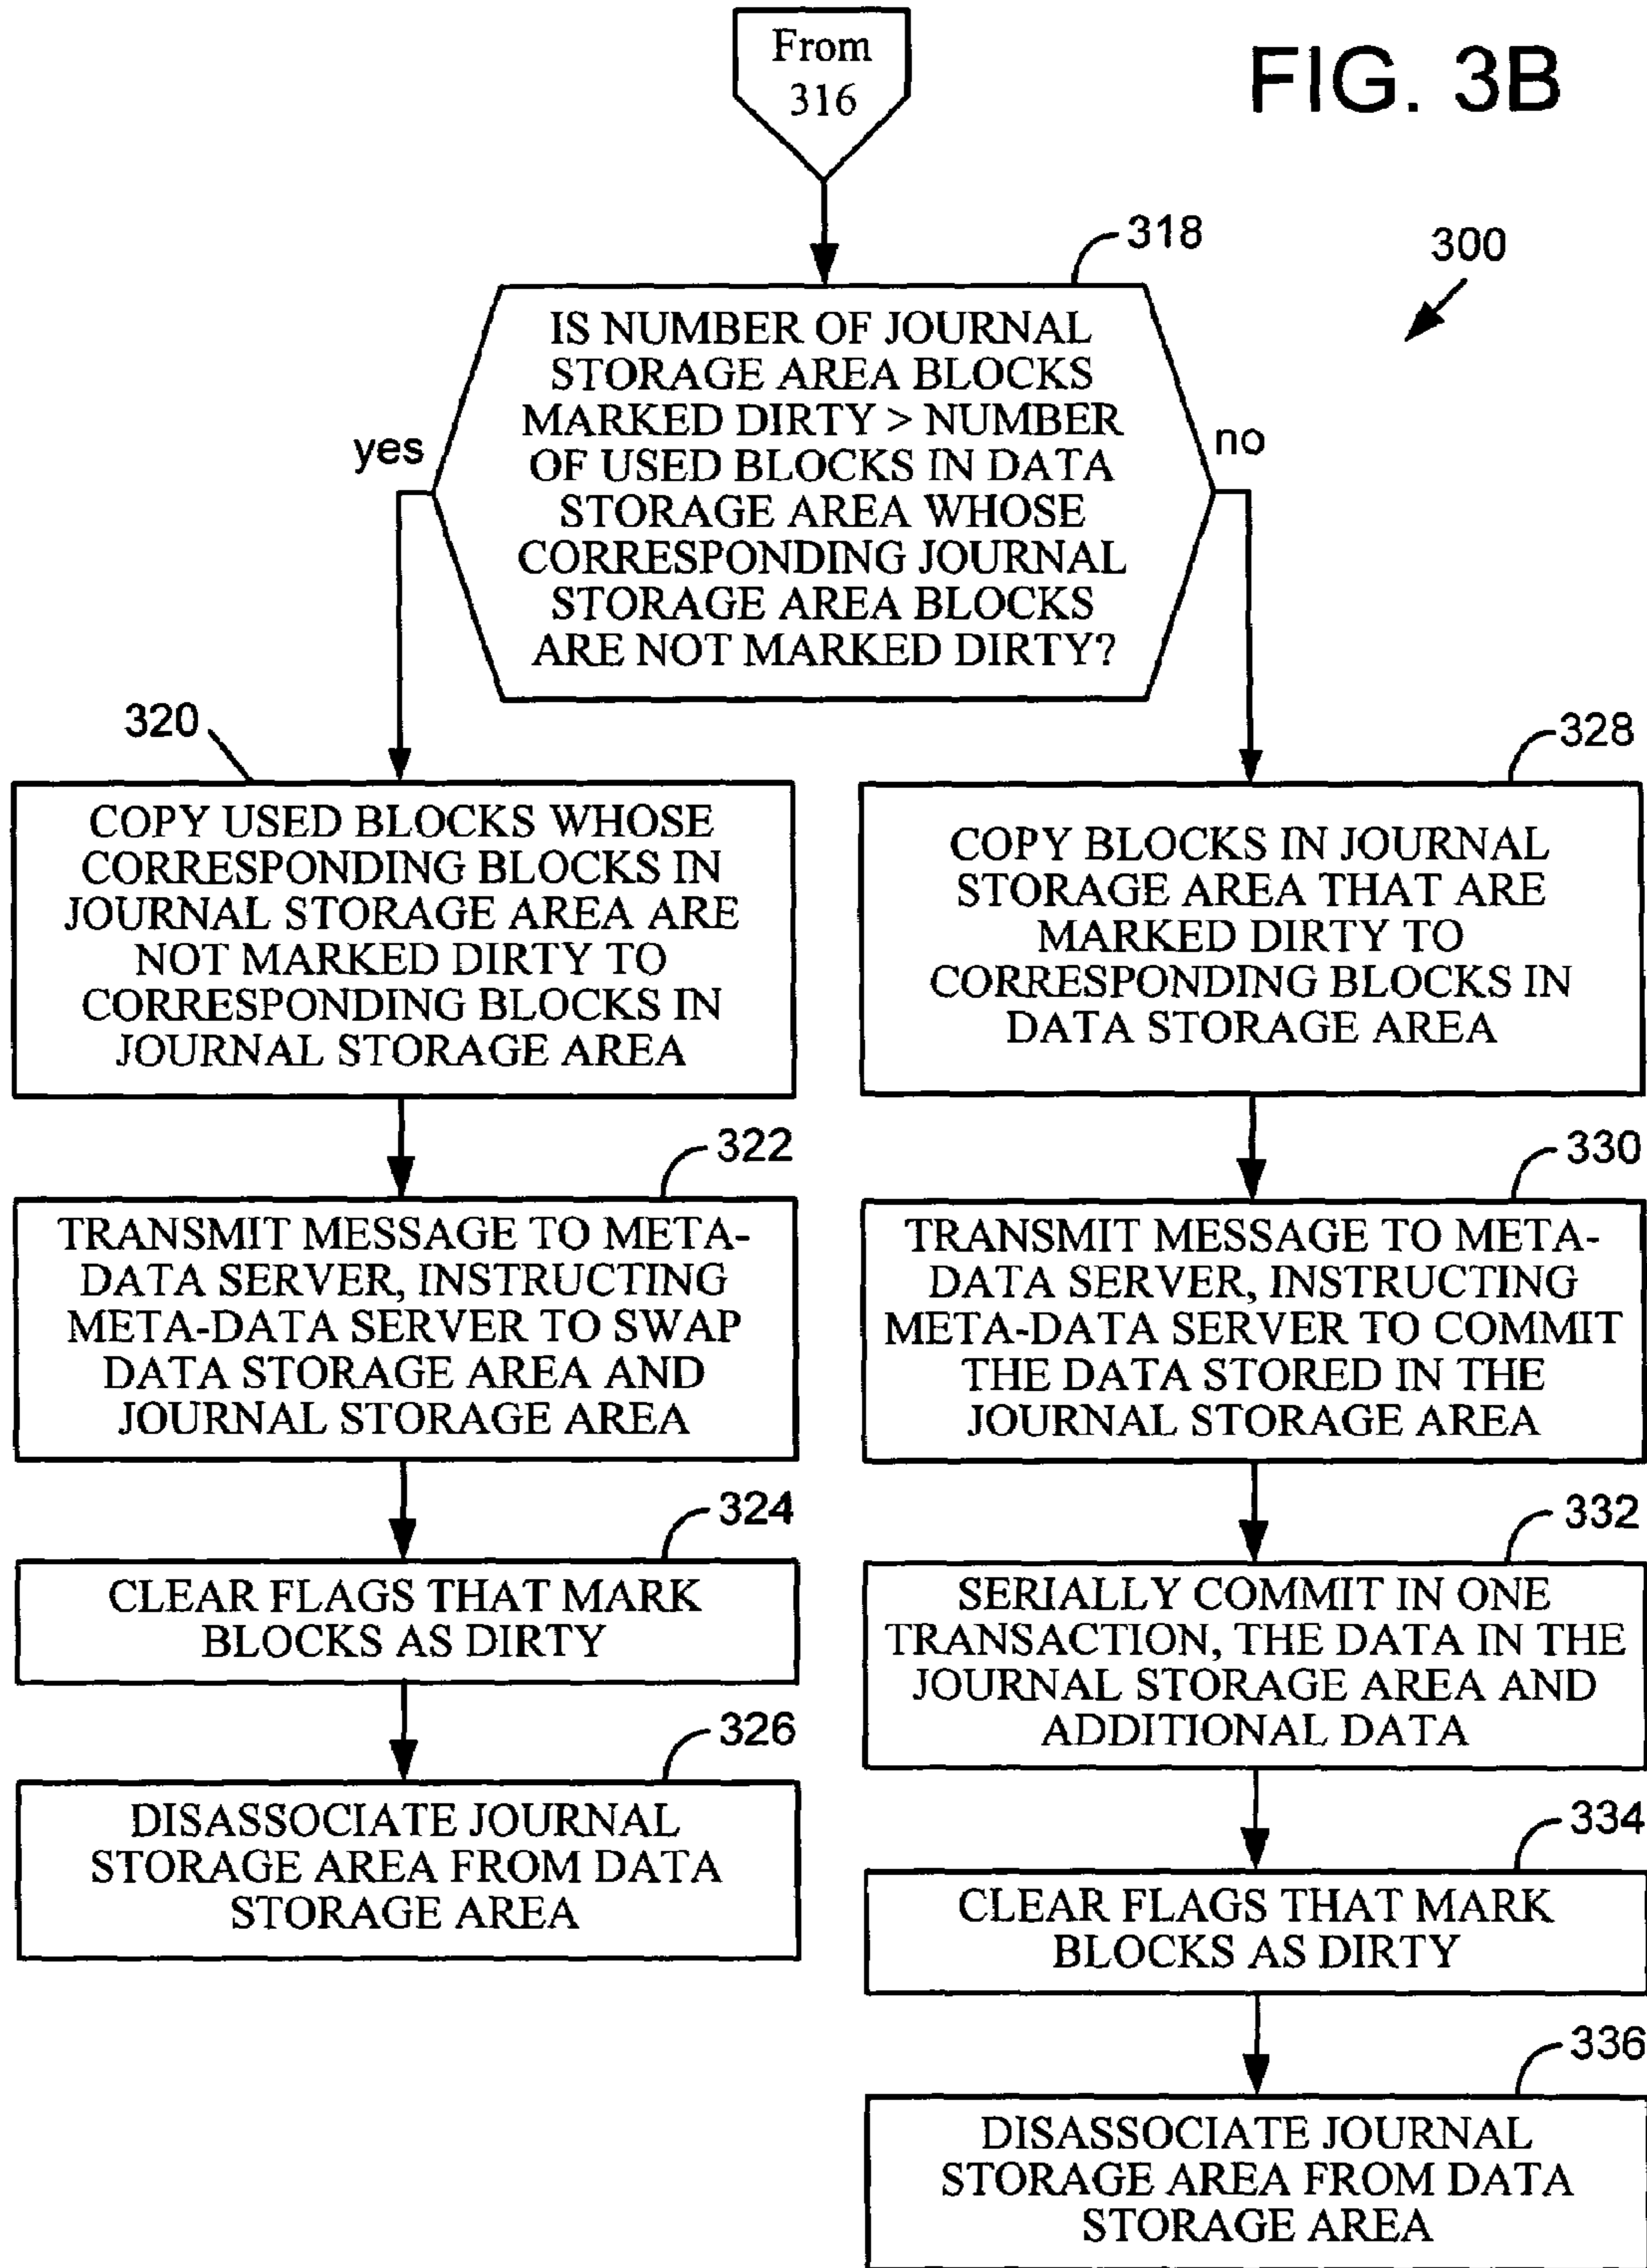 From
316
FIG. 3B
318
300
IS NUMBER OF JOURNAL
STORAGE AREA BLOCKS
MARKED DIRTY > NUMBER
OF USED BLOCKS IN DATA
STORAGE AREA WHOSE
CORRESPONDING JOURNAL
STORAGE AREA BLOCKS
ARE NOT MARKED DIRTY?
yes
no
320
COPY USED BLOCKS WHOSE
CORRESPONDING BLOCKS IN
JOURNAL STORAGE AREA ARE
NOT MARKED DIRTY TO
CORRESPONDING BLOCKS IN
JOURNAL STORAGE AREA
322
TRANSMIT MESSAGE TO META-
DATA SERVER, INSTRUCTING
META-DATA SERVER TO SWAP
DATA STORAGE AREA AND
JOURNAL STORAGE AREA
324
CLEAR FLAGS THAT MARK
BLOCKS AS DIRTY
326
DISASSOCIATE JOURNAL
STORAGE AREA FROM DATA
STORAGE AREA
328
COPY BLOCKS IN JOURNAL
STORAGE AREA THAT ARE
MARKED DIRTY TO
CORRESPONDING BLOCKS IN
DATA STORAGE AREA
330
TRANSMIT MESSAGE TO META-
DATA SERVER, INSTRUCTING
META-DATA SERVER TO COMMIT
THE DATA STORED IN THE
JOURNAL STORAGE AREA
332
SERIALLY COMMIT IN ONE
TRANSACTION, THE DATA IN THE
JOURNAL STORAGE AREA AND
ADDITIONAL DATA
334
CLEAR FLAGS THAT MARK
BLOCKS AS DIRTY
336
DISASSOCIATE JOURNAL
STORAGE AREA FROM DATA
STORAGE AREA